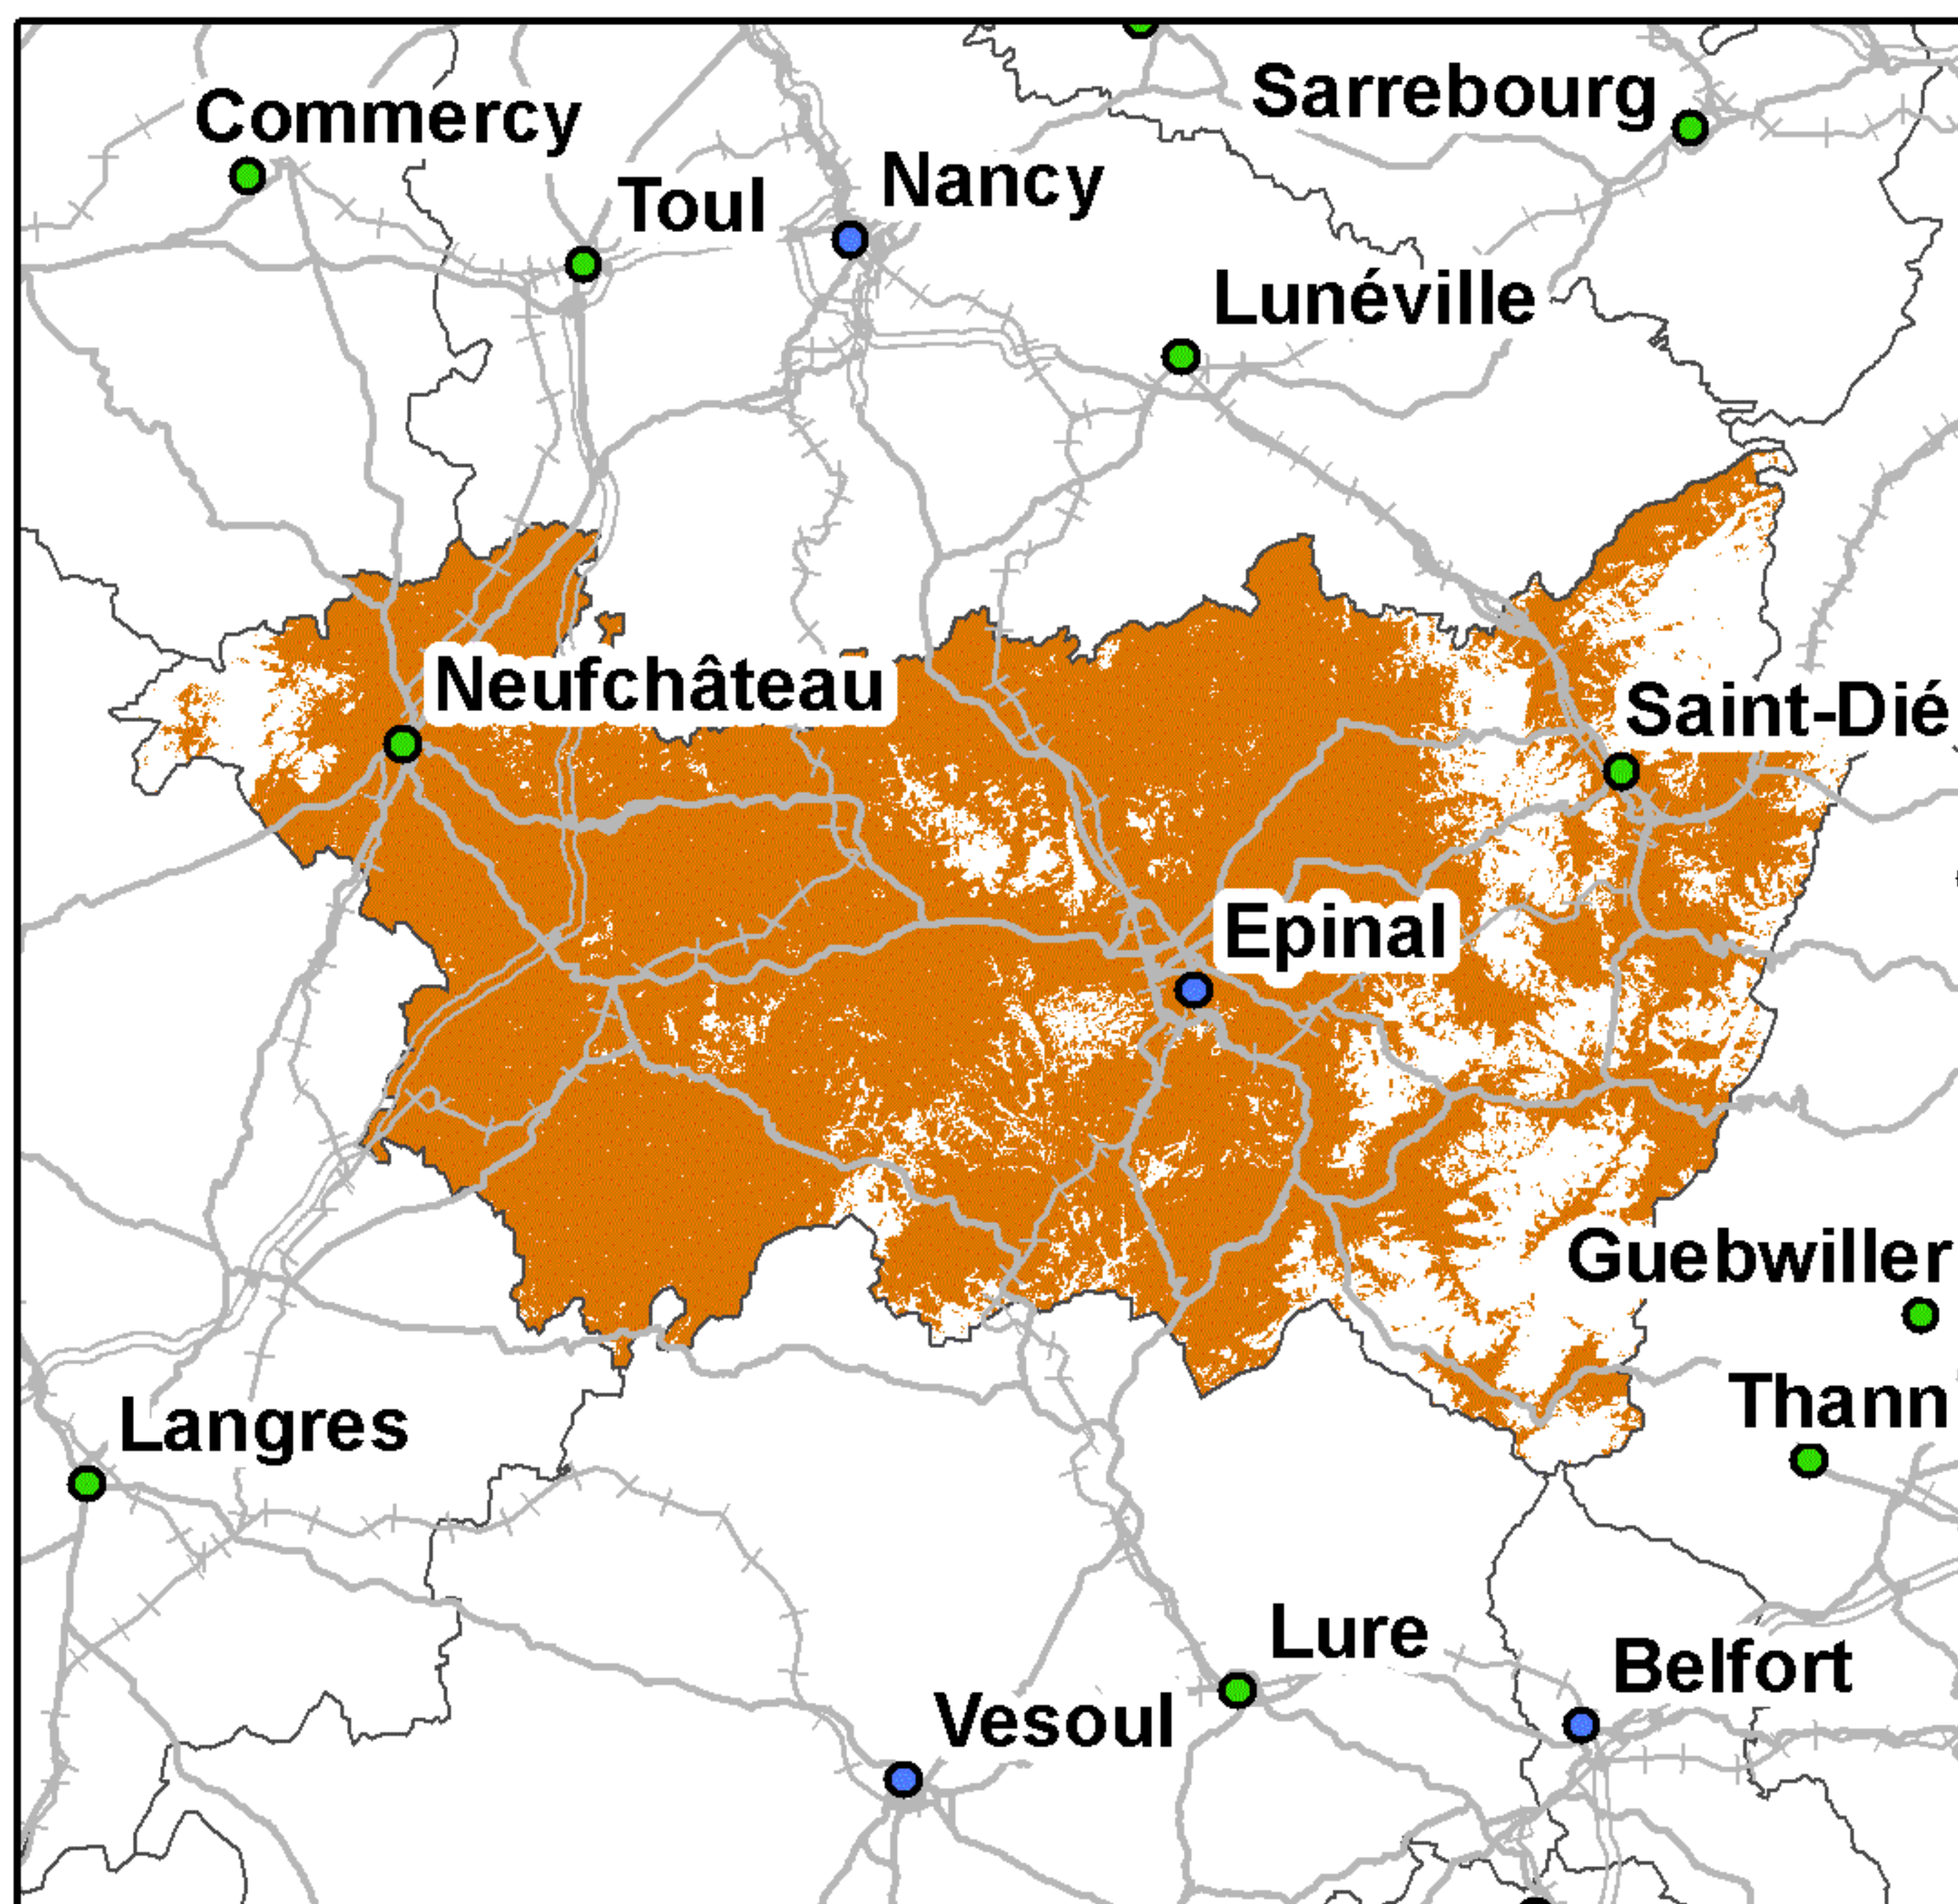 Sarrebourg
Commercy
Nancy
Toul
Lunéville
Neufchâteau
Saint-Dié
Epinal
Guebwiller
Thann
Langres
Lure
Belfort
Vesoul